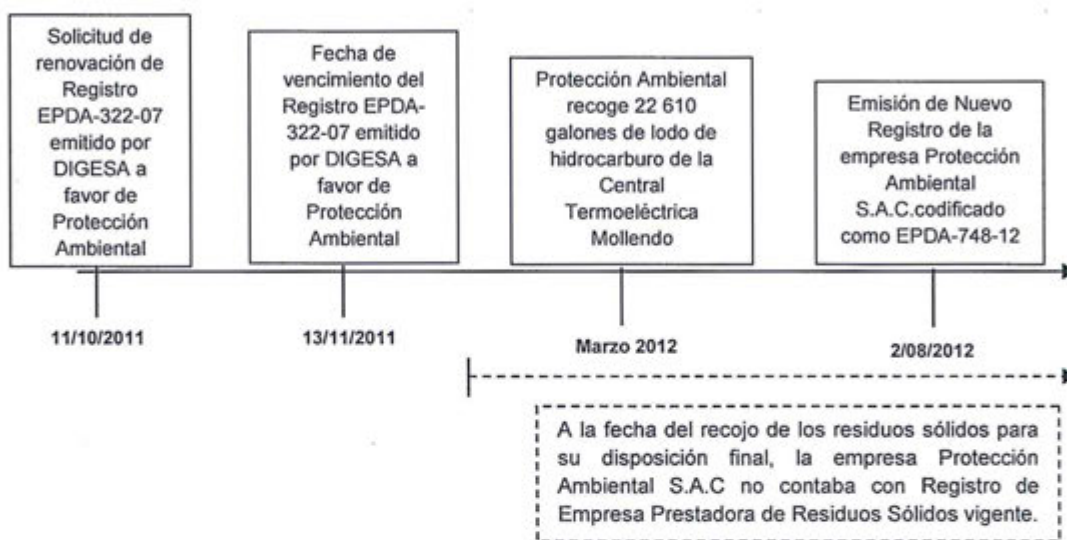 Solicitud de
renovación de
Registro
EPDA-322-07
emitido por
DIGESA a
favor de
Protección
Ambiental
Fecha de
vencimiento del
Registro EPDA-
322-07 emitido
por DIGESA a
favor de
Protección
Ambiental
Protección Ambiental
recoge 22 610
galones de lodo de
hidrocarburo de la
Central
Termoeléctrica
Mollendo
Emisión de Nuevo
Registro de la
empresa Protección
Ambiental
S.A.C.codificado
como EPDA-748-12
11/10/2011
13/11/2011
Marzo 2012
2/08/2012
A la fecha del recojo de los residuos sólidos para
su disposición final, la empresa Protección
Ambiental S.A.C no contaba con Registro de
Empresa Prestadora de Residuos Sólidos vigente.